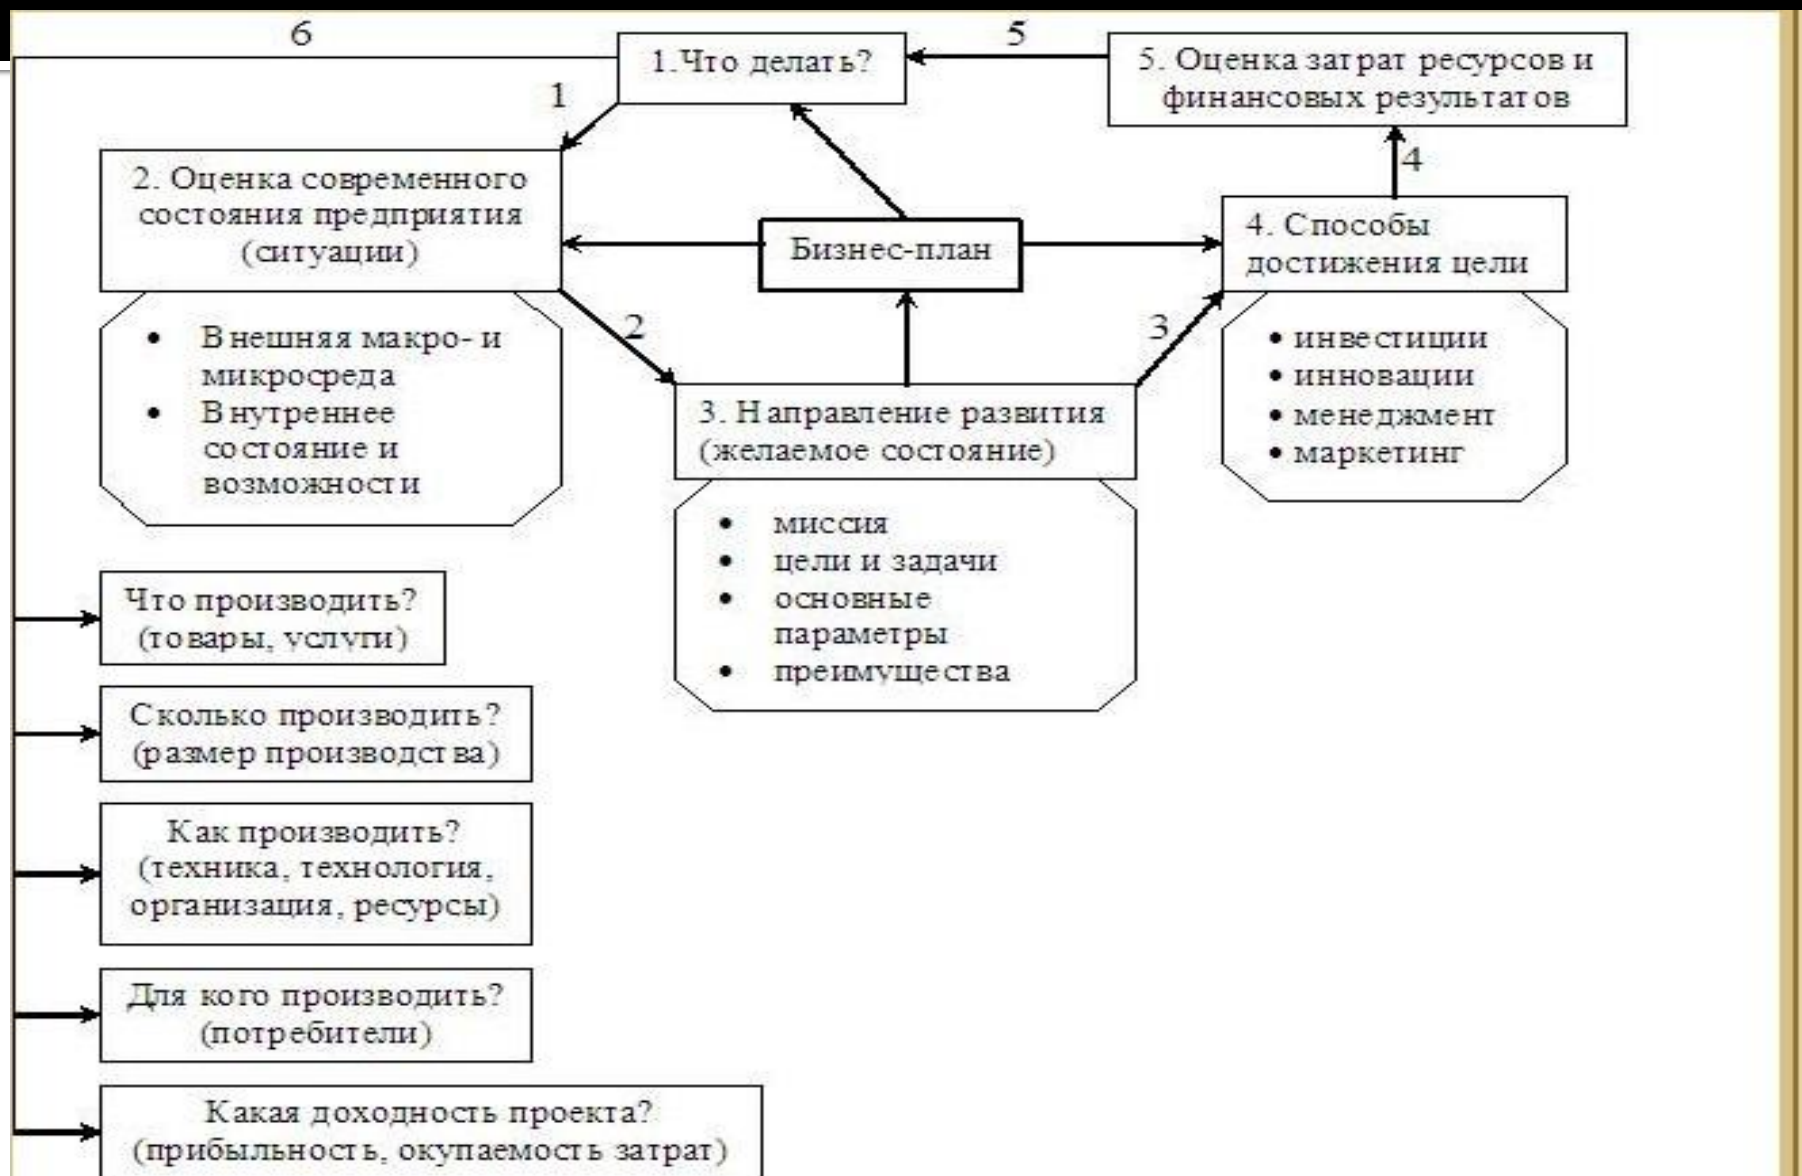 6
1.Что делать?
5
5. Оценка затрат ресурсов и
финансовых результатов
1
2. Оценка современного
состояния предприятия
(ситуации)
Бизнес-план
4
4. Способы
достижения цели
2
3
• Внешняя макро- и
микросреда
• Внутреннее
состояние и
возможности
3. Направление развития
(желаемое состояние)
• инвестиции
• инновации
• менеджмент
• маркетинг
• миссия
• цели и задачи
• основные
параметры
• преимущества
Что производить?
(товары, услуги)
Сколько производить?
(размер производства)
Как производить?
(техника, технология,
организация, ресурсы)
Для кого производить?
(потребители)
Какая доходность проекта?
(прибыльность, окупаемость затрат)